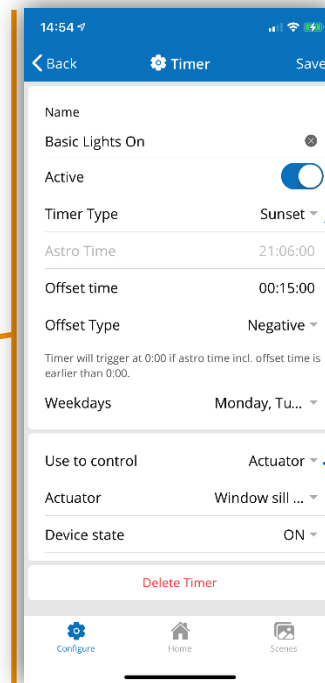 14:54
Back Timer Save
Name
Basic Lights On
Active
Timer Type Sunset
Astro Time 21:06:00
Offset time 00:15:00
Offset Type Negative
Timer will trigger at 0:00 if astro time incl. offset time is
earlier than 0:00.
Weekdays Monday, Tu...
Use to control Actuator
Actuator Window sill ...
Device state ON
Delete Timer
Configure Home Scenes